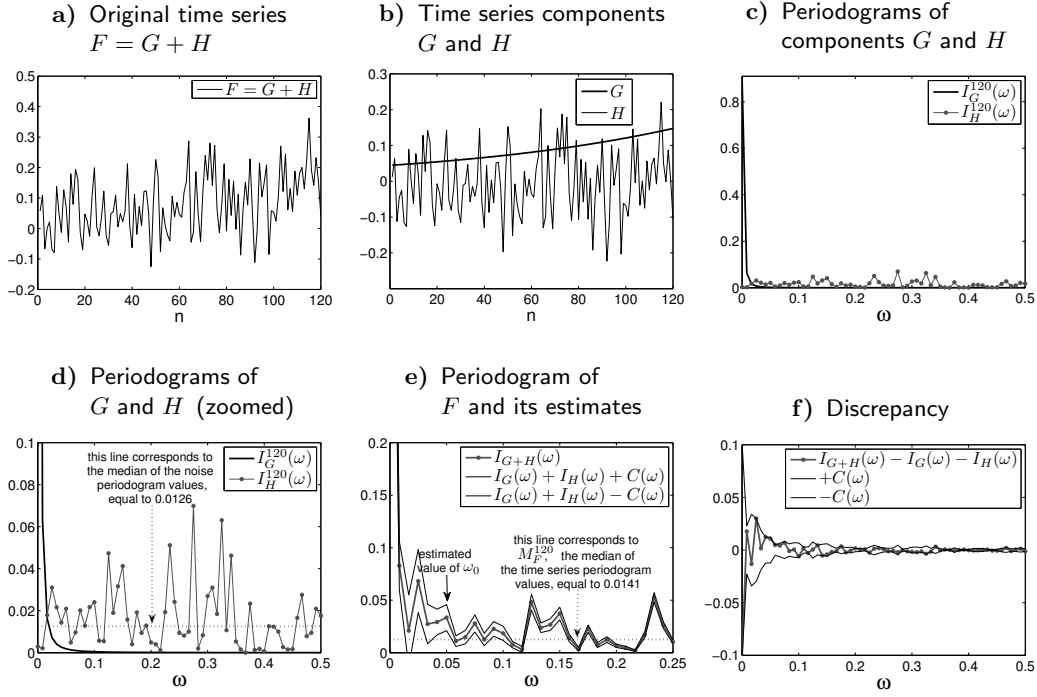 a) Original time series
F = G + H
0.5
0.4
0.3
0.2
0.1
0
−0.1
−0.2
0 20 40 60 80 100 120
n
F = G + H
b) Time series components
G and H
0.3
0.2
0.1
0
−0.1
−0.2
0 20 40 60 80 100 120
n
G
H
c) Periodograms of
components G and H
0.8
0.6
0.4
0.2
0
0 0.1 0.2 0.3 0.4 0.5
ω
I_G^{120}(ω)
I_H^{120}(ω)
d) Periodograms of
G and H (zoomed)
0.1
0.08
0.06
0.04
0.02
0
0 0.1 0.2 0.3 0.4 0.5
ω
this line corresponds to
the median of the noise
periodogram values,
equal to 0.0126
I_G^{120}(ω)
I_H^{120}(ω)
e) Periodogram of
F and its estimates
0.2
0.15
0.1
0.05
0
0 0.05 0.1 0.15 0.2 0.25
ω
I_{G+H}(ω)
I_G(ω) + I_H(ω) + C(ω)
I_G(ω) + I_H(ω) − C(ω)
estimated
value of ω_0
this line corresponds to
M_F^{120}, the median of
the time series periodogram
values, equal to 0.0141
f) Discrepancy
0.1
0.05
0
−0.05
−0.1
0 0.1 0.2 0.3 0.4 0.5
ω
I_{G+H}(ω) − I_G(ω) − I_H(ω)
+C(ω)
−C(ω)